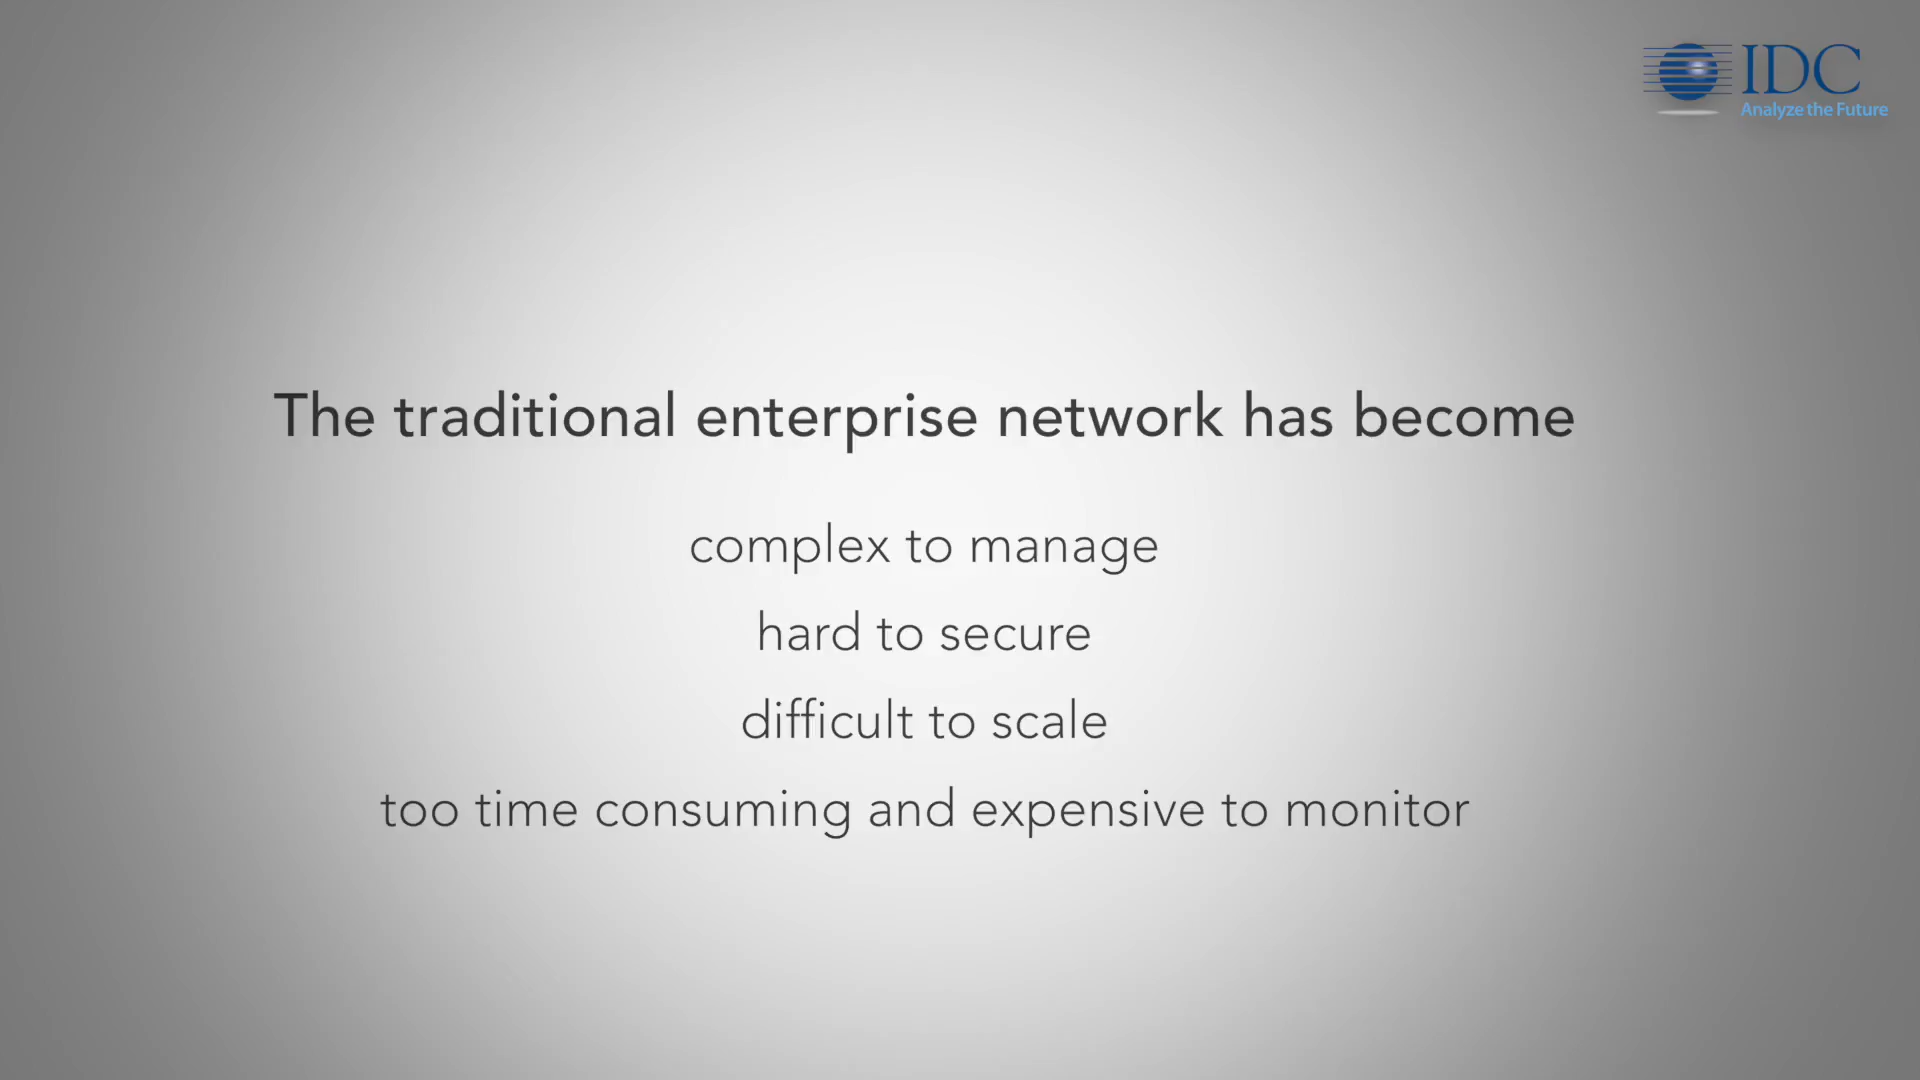 IDC
Analyze the Future
The traditional enterprise network has become
complex to manage
hard to secure
difficult to scale
too time consuming and expensive to monitor